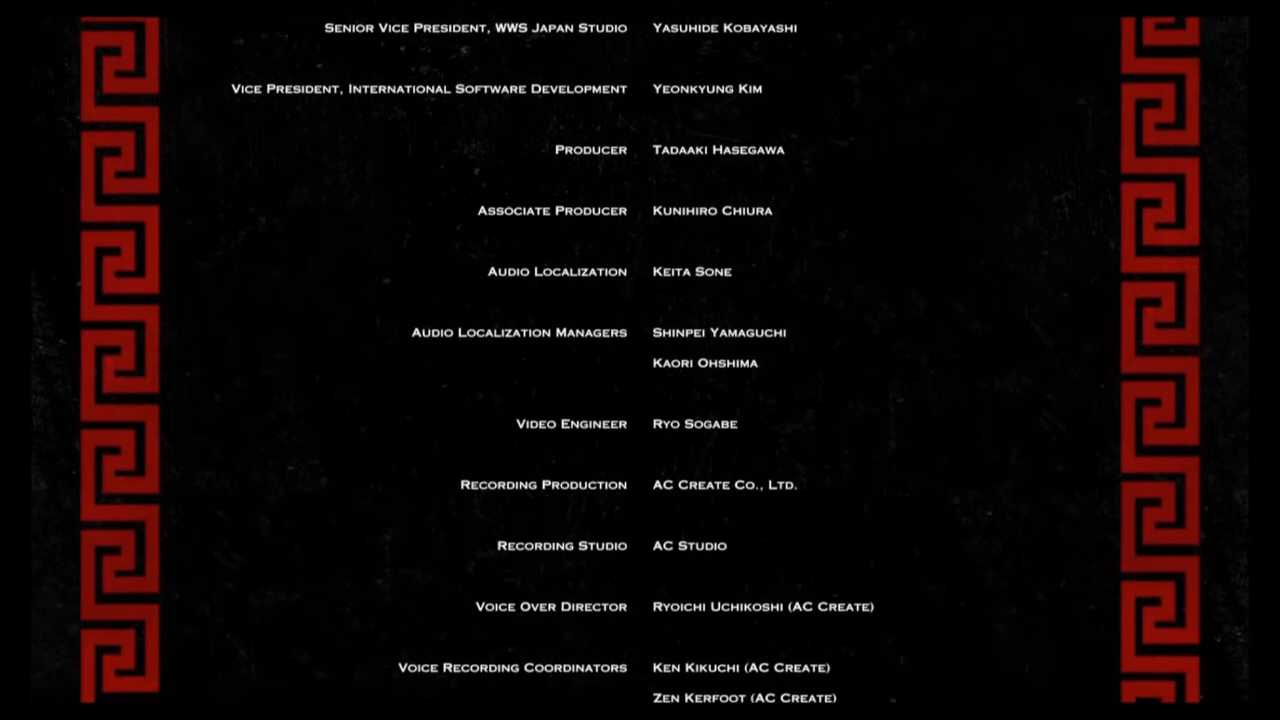 Senior Vice President, WWS Japan Studio Yasuhide Kobayashi
Vice President, International Software Development Yeonkyung Kim
Producer Tadaaki Hasegawa
Associate Producer Kunihiro Chiura
Audio Localization Keita Sone
Audio Localization Managers Shinpei Yamaguchi
Kaori Ohshima
Video Engineer Ryo Sogabe
Recording Production AC Create Co., Ltd.
Recording Studio AC Studio
Voice Over Director Ryoichi Uchikoshi (AC Create)
Voice Recording Coordinators Ken Kikuchi (AC Create)
Zen Kerfoot (AC Create)